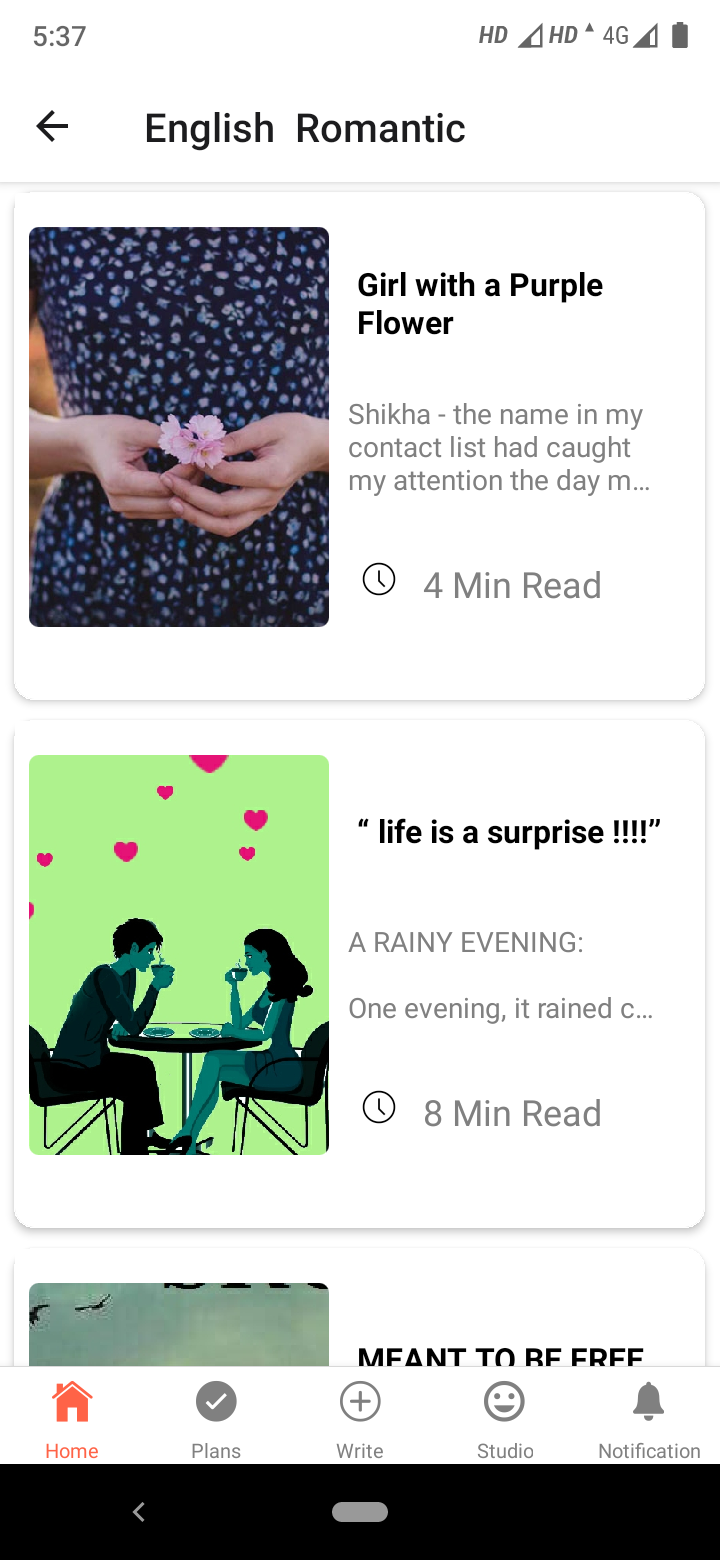 5:37
HD HD 4G
English Romantic
Girl with a Purple
Flower
Shikha - the name in my
contact list had caught
my attention the day m...
4 Min Read
“ life is a surprise !!!!”
A RAINY EVENING:
One evening, it rained c...
8 Min Read
MEANT TO BE FREE
Home
Plans
Write
Studio
Notification